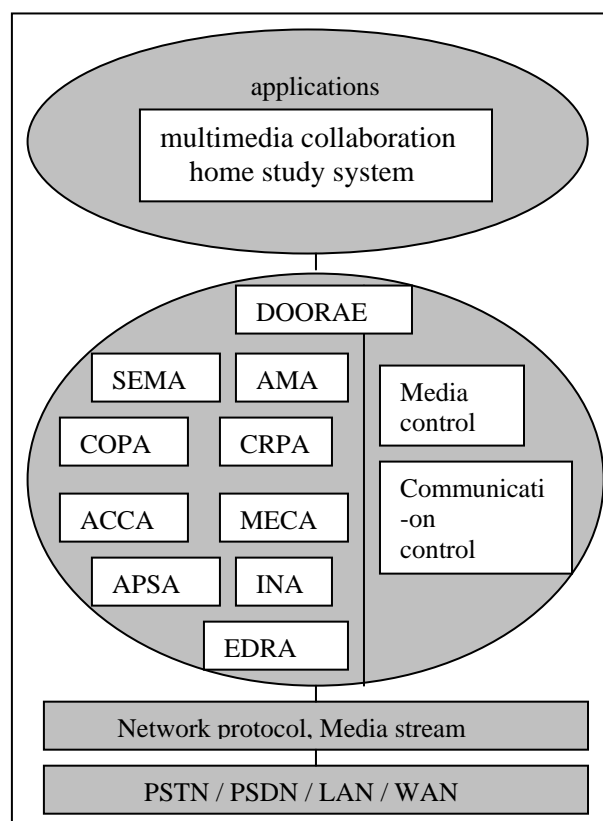 applications
multimedia collaboration
home study system
DOORAE
SEMA
AMA
Media
control
COPA
CRPA
Communicati
-on
control
ACCA
MECA
APSA
INA
EDRA
Network protocol, Media stream
PSTN / PSDN / LAN / WAN